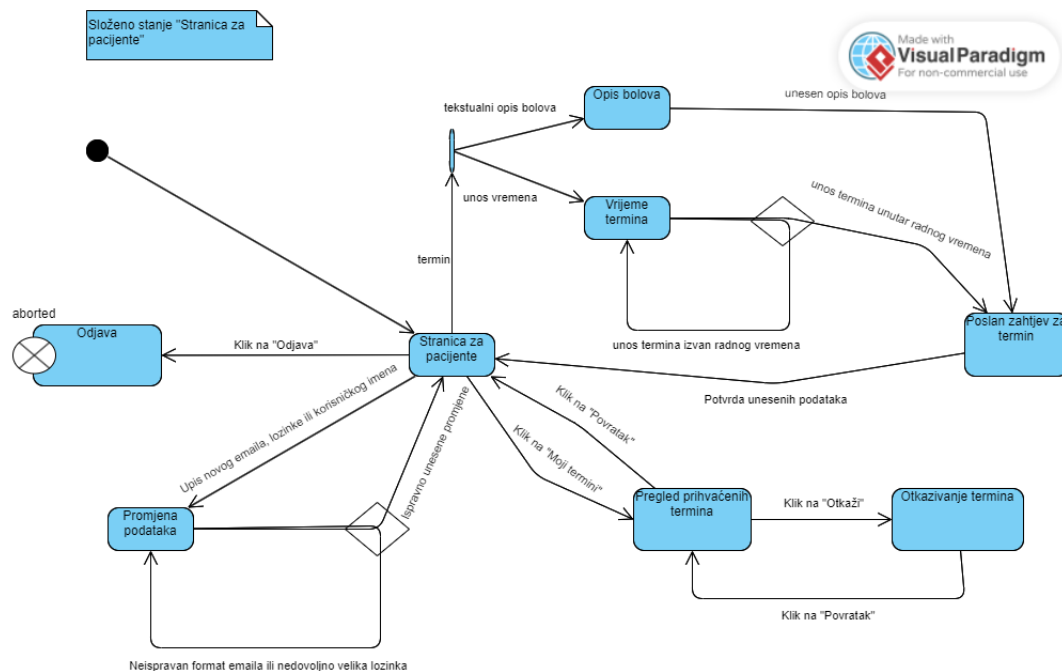 Složeno stanje "Stranica za
pacijente"
Made with
Visual Paradigm
For non-commercial use
Opis bolova
unesen opis bolova
tekstualni opis bolova
unos vremena
Vrijeme
termina
unos termina unutar radnog vremena
termin
unos termina izvan radnog vremena
aborted
Odjava
Klik na "Odjava"
Stranica za
pacijente
Poslan zahtjev za
termin
Potvrda unesenih podataka
Upis novog emaila, lozinke ili korisničkog imena
Ispravno unesene promjene
Klik na "Povratak"
Klik na "Moji termini"
Promjena
podataka
Pregled prihvačenih
termina
Klik na "Otkaži"
Otkazivanje termina
Klik na "Povratak"
Neispravan format emaila ili nedovoljno velika lozinka